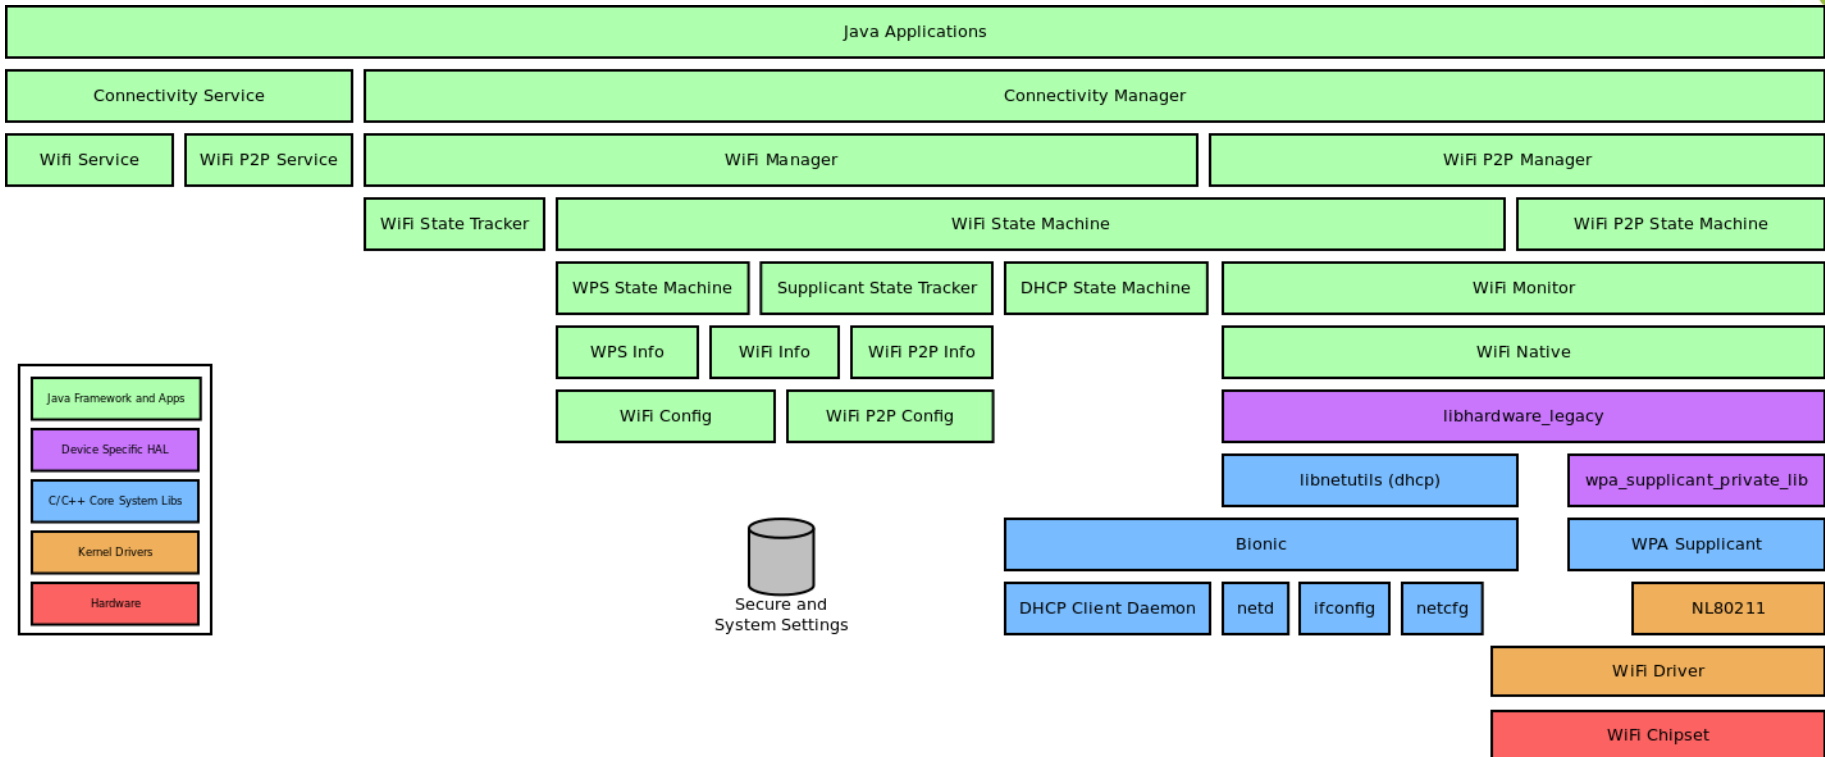 Java Applications
Connectivity Service
Connectivity Manager
Wifi Service
WiFi P2P Service
WiFi Manager
WiFi P2P Manager
WiFi State Tracker
WiFi State Machine
WiFi P2P State Machine
WPS State Machine
Supplicant State Tracker
DHCP State Machine
WiFi Monitor
WPS Info
WiFi Info
WiFi P2P Info
WiFi Native
WiFi Config
WiFi P2P Config
libhardware_legacy
libnetutils (dhcp)
wpa_supplicant_private_lib
Bionic
WPA Supplicant
DHCP Client Daemon
netd
ifconfig
netcfg
NL80211
WiFi Driver
WiFi Chipset
Secure and
System Settings
Java Framework and Apps
Device Specific HAL
C/C++ Core System Libs
Kernel Drivers
Hardware